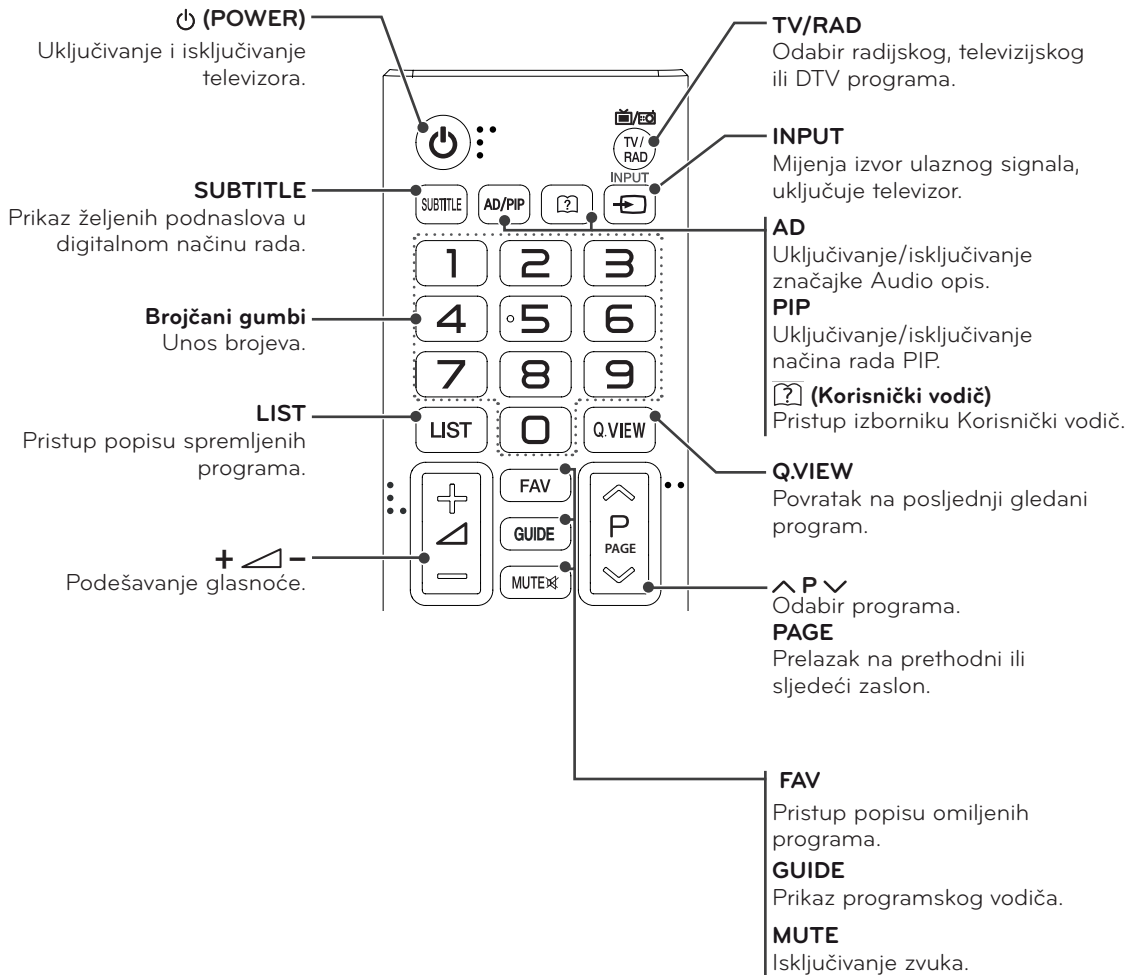 ⏻ (POWER)
Uključivanje i isključivanje
televizora.
SUBTITLE
Prikaz željenih podnaslova u
digitalnom načinu rada.
Brojčani gumbi
Unos brojeva.
LIST
Pristup popisu spremljenih
programa.
+ ◿ −
Podešavanje glasnoće.
TV/
RAD
INPUT
SUBTITLE
AD/PIP
?
1 2 3
4 5 6
7 8 9
LIST 0 Q.VIEW
+
−
FAV
GUIDE
MUTE
P
PAGE
TV/RAD
Odabir radijskog, televizijskog
ili DTV programa.
INPUT
Mijenja izvor ulaznog signala,
uključuje televizor.
AD
Uključivanje/isključivanje
značajke Audio opis.
PIP
Uključivanje/isključivanje
načina rada PIP.
? (Korisnički vodič)
Pristup izborniku Korisnički vodič.
Q.VIEW
Povratak na posljednji gledani
program.
︿ P ﹀
Odabir programa.
PAGE
Prelazak na prethodni ili
sljedeći zaslon.
FAV
Pristup popisu omiljenih
programa.
GUIDE
Prikaz programskog vodiča.
MUTE
Isključivanje zvuka.